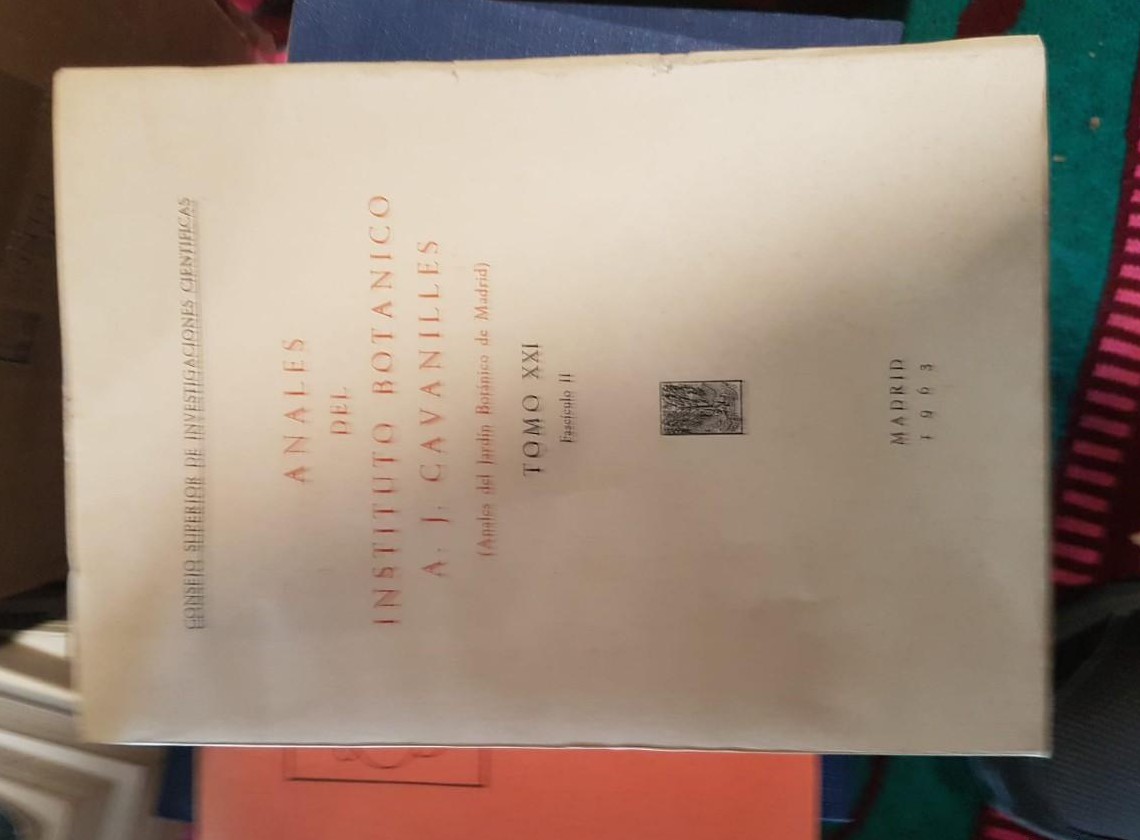 CONSEJO SUPERIOR DE INVESTIGACIONES CIENTIFICAS
ANALES
DEL
INSTITUTO BOTANICO
A. J. CAVANILLES
(Anales del Jardín Botánico de Madrid)
TOMO XXI
Fascículo II
MADRID
1963